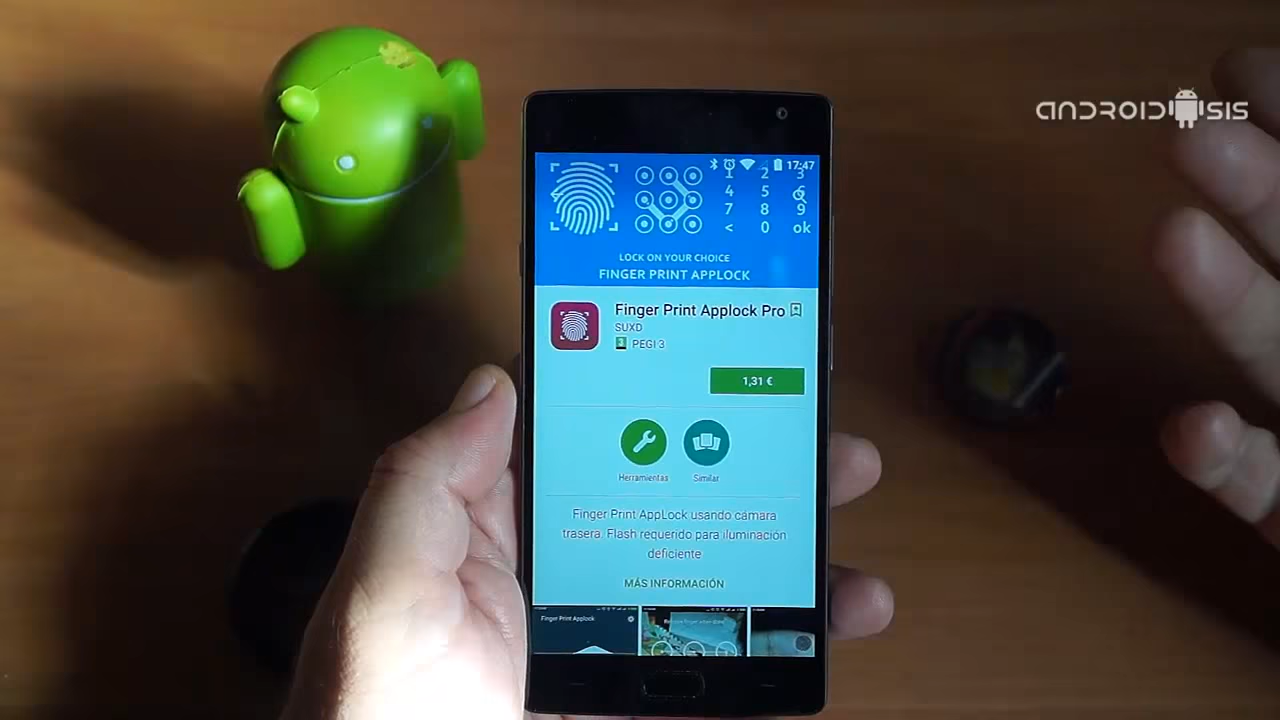 ANDROIDSIS
17:47
1 2 3
4 5 6
7 8 9
< 0 ok
LOCK ON YOUR CHOICE
FINGER PRINT APPLOCK
Finger Print Applock Pro
SUXD
3 PEGI 3
1,31 €
Herramientas Similar
Finger Print AppLock usando cámara
trasera. Flash requerido para iluminación
deficiente
MÁS INFORMACIÓN
Finger Print Applock